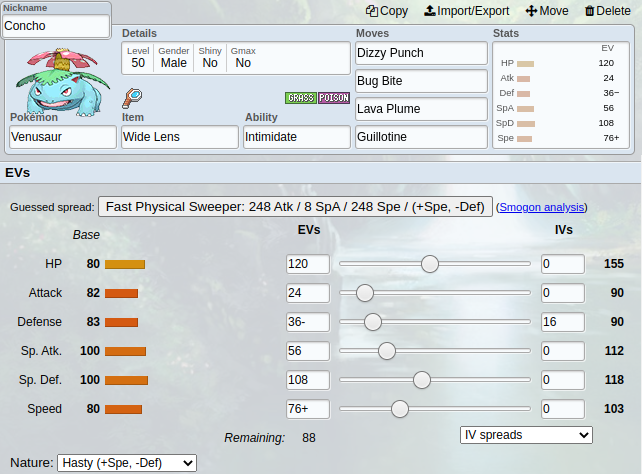 Nickname
Concho
Copy Import/Export Move Delete
Details
Level Gender Shiny Gmax
50 Male No No
GRASS POISON
Pokémon Item Ability
Venusaur Wide Lens Intimidate
Moves
Dizzy Punch
Bug Bite
Lava Plume
Guillotine
Stats
EV
HP 120
Atk 24
Def 36−
SpA 56
SpD 108
Spe 76+
EVs
Guessed spread: Fast Physical Sweeper: 248 Atk / 8 SpA / 248 Spe / (+Spe, -Def) (Smogon analysis)
Base EVs IVs
HP 80 120 0 155
Attack 82 24 0 90
Defense 83 36- 16 90
Sp. Atk. 100 56 0 112
Sp. Def. 100 108 0 118
Speed 80 76+ 0 103
Remaining: 88 IV spreads
Nature: Hasty (+Spe, -Def)